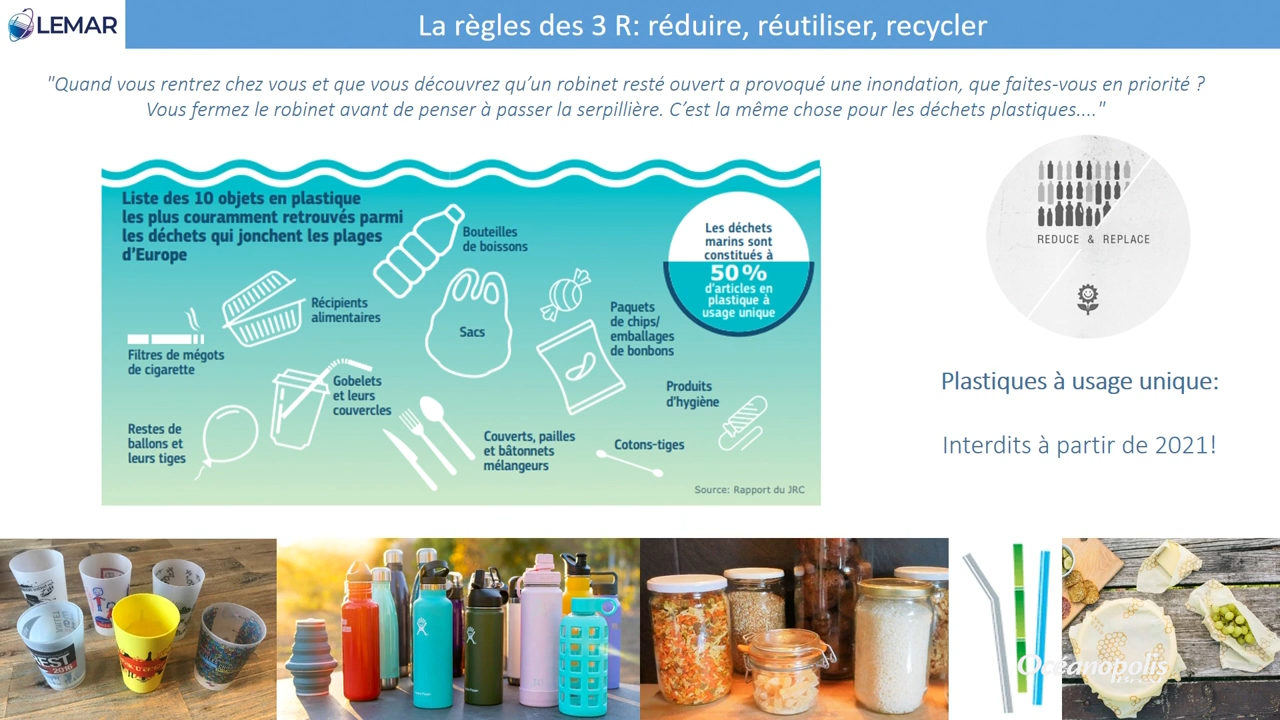 LEMAR
La règles des 3 R: réduire, réutiliser, recycler
"Quand vous rentrez chez vous et que vous découvrez qu’un robinet resté ouvert a provoqué une inondation, que faites-vous en priorité ?
Vous fermez le robinet avant de penser à passer la serpillière. C’est la même chose pour les déchets plastiques...."
Liste des 10 objets en plastique
les plus couramment retrouvés parmi
les déchets qui jonchent les plages
d’Europe
Bouteilles
de boissons
Les déchets
marins sont
constitués à
50 %
d’articles en
plastique à
usage unique
REDUCE & REPLACE
Récipients
alimentaires
Sacs
Paquets
de chips/
emballages
de bonbons
Filtres de mégots
de cigarette
Gobelets
et leurs
couvercles
Produits
d’hygiène
Restes de
ballons et
leurs tiges
Couverts, pailles
et bâtonnets
mélangeurs
Cotons-tiges
Source: Rapport du JRC
Plastiques à usage unique:
Interdits à partir de 2021!
Océanopolis